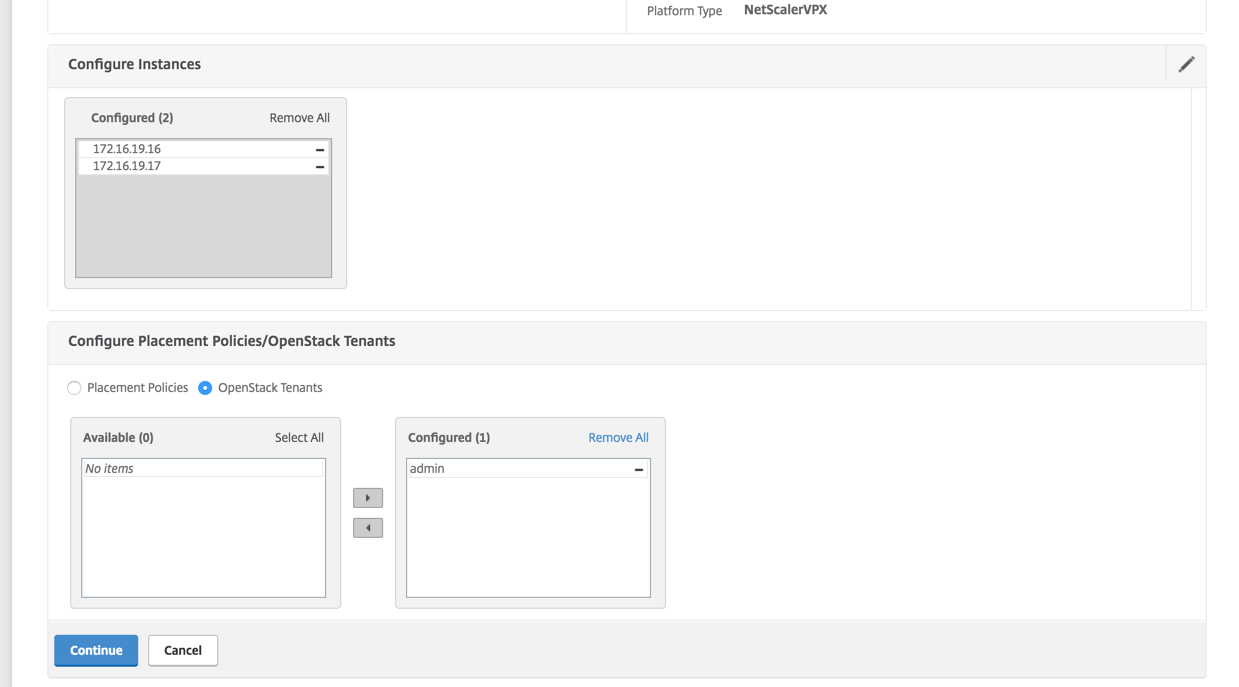 Platform Type NetScalerVPX
Configure Instances
Configured (2) Remove All
172.16.19.16
172.16.19.17
Configure Placement Policies/OpenStack Tenants
Placement Policies OpenStack Tenants
Available (0) Select All
No items
Configured (1) Remove All
admin
Continue Cancel